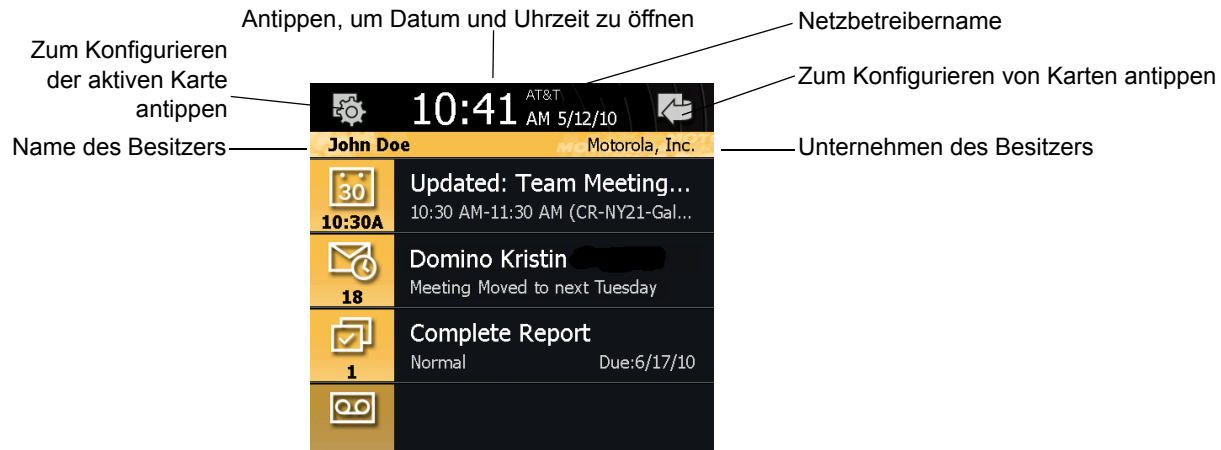 Antippen, um Datum und Uhrzeit zu öffnen
Netzbetreibername
Zum Konfigurieren
der aktiven Karte
antippen
Zum Konfigurieren von Karten antippen
10:41
AT&T
AM 5/12/10
Name des Besitzers
John Doe
Motorola, Inc.
Unternehmen des Besitzers
30
10:30A
Updated: Team Meeting...
10:30 AM-11:30 AM (CR-NY21-Gal...
Domino Kristin
18
Meeting Moved to next Tuesday
Complete Report
1
Normal
Due:6/17/10